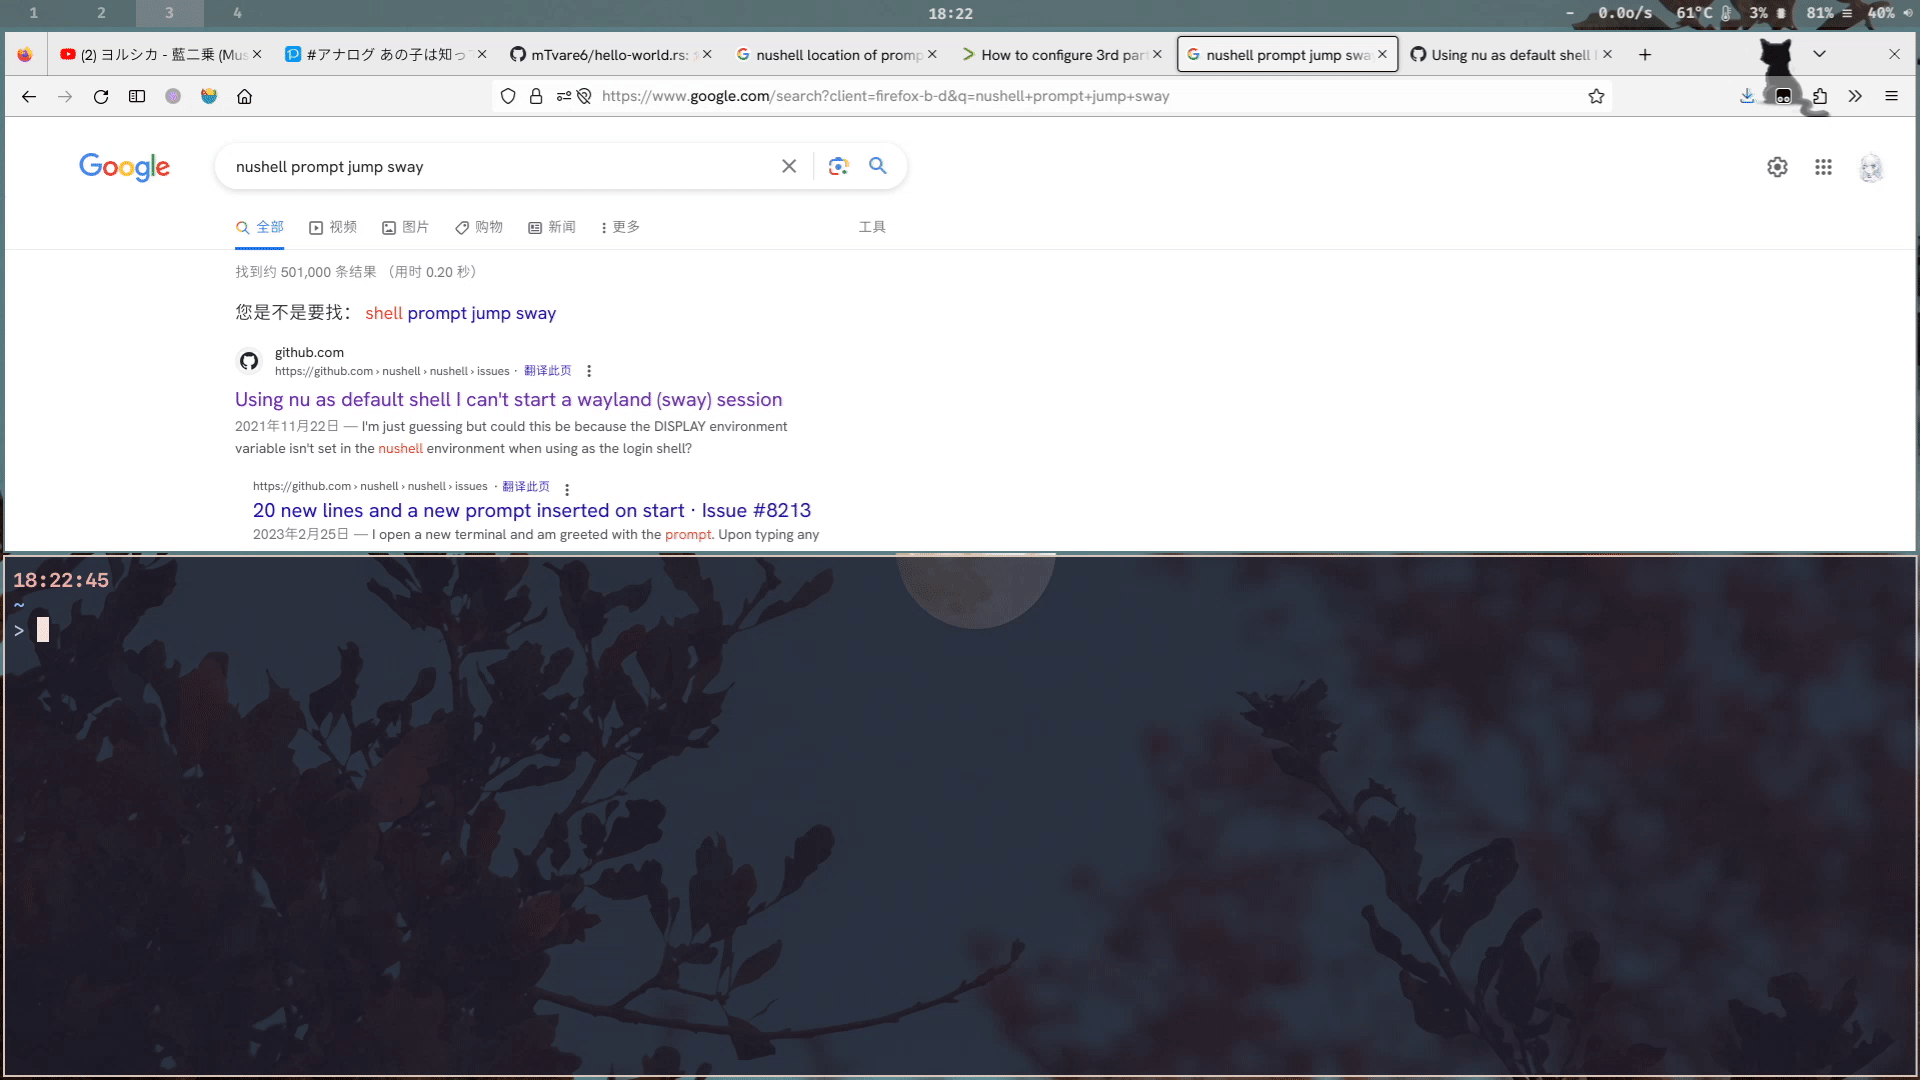 1 2 3 4 18:22 - 0.0o/s 61°C 3% 81% 40%
(2) ヨルシカ - 藍二乗 (Mus #アナログ あの子は知って mTvare6/hello-world.rs: nushell location of promp How to configure 3rd part nushell prompt jump sway Using nu as default shell
https://www.google.com/search?client=firefox-b-d&q=nushell+prompt+jump+sway
Google nushell prompt jump sway
全部 视频 图片 购物 新闻 更多 工具
找到约 501,000 条结果 （用时 0.20 秒）
您是不是要找： shell prompt jump sway
github.com
https://github.com › nushell › nushell › issues · 翻译此页
Using nu as default shell I can't start a wayland (sway) session
2021年11月22日 — I'm just guessing but could this be because the DISPLAY environment
variable isn't set in the nushell environment when using as the login shell?
https://github.com › nushell › nushell › issues · 翻译此页
20 new lines and a new prompt inserted on start · Issue #8213
2023年2月25日 — I open a new terminal and am greeted with the prompt. Upon typing any
18:22:45
~
>